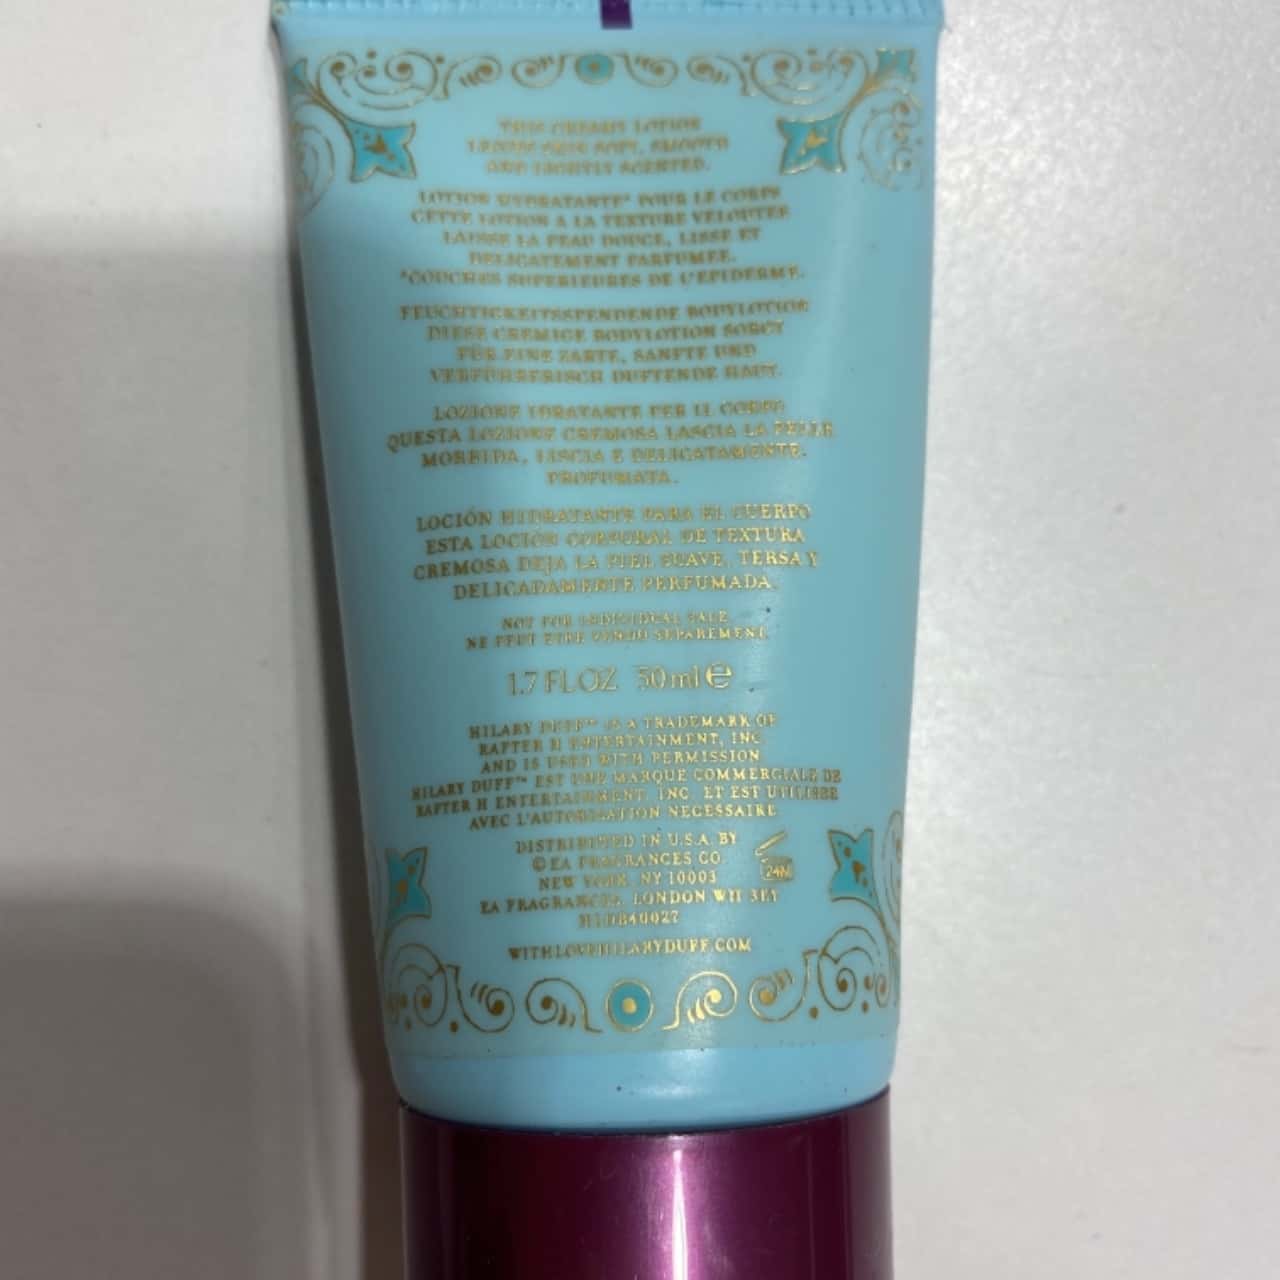 THIS CREAMY LOTION
LEAVES SKIN SOFT, SMOOTH
AND LIGHTLY SCENTED.
LOTION HYDRATANTE* POUR LE CORPS
CETTE LOTION A LA TEXTURE VELOUTEE
LAISSE LA PEAU DOUCE, LISSE ET
DELICATEMENT PARFUMEE.
*COUCHES SUPERIEURES DE L'EPIDERME.
FEUCHTIGKEITSSPENDENDE BODYLOTION
DIESE CREMIGE BODYLOTION SORGT
FÜR EINE ZARTE, SANFTE UND
VERFÜHRERISCH DUFTENDE HAUT.
LOZIONE IDRATANTE PER IL CORPO
QUESTA LOZIONE CREMOSA LASCIA LA PELLE
MORBIDA, LISCIA E DELICATAMENTE
PROFUMATA.
LOCIÓN HIDRATANTE PARA EL CUERPO
ESTA LOCIÓN CORPORAL DE TEXTURA
CREMOSA DEJA LA PIEL SUAVE, TERSA Y
DELICADAMENTE PERFUMADA.
NOT FOR INDIVIDUAL SALE.
NE PEUT ETRE VENDU SEPAREMENT.
1.7 FL OZ 50 ml e
HILARY DUFF™ IS A TRADEMARK OF
RAFTER H ENTERTAINMENT, INC.
AND IS USED WITH PERMISSION
HILARY DUFF™ EST UNE MARQUE COMMERCIALE DE
RAFTER H ENTERTAINMENT, INC. ET EST UTILISEE
AVEC L'AUTORISATION NECESSAIRE
DISTRIBUTED IN U.S.A. BY
© EA FRAGRANCES CO.
NEW YORK, NY 10003
24M
EA FRAGRANCES, LONDON W11 3EY
H1DB40027
WITHLOVEHILARYDUFF.COM